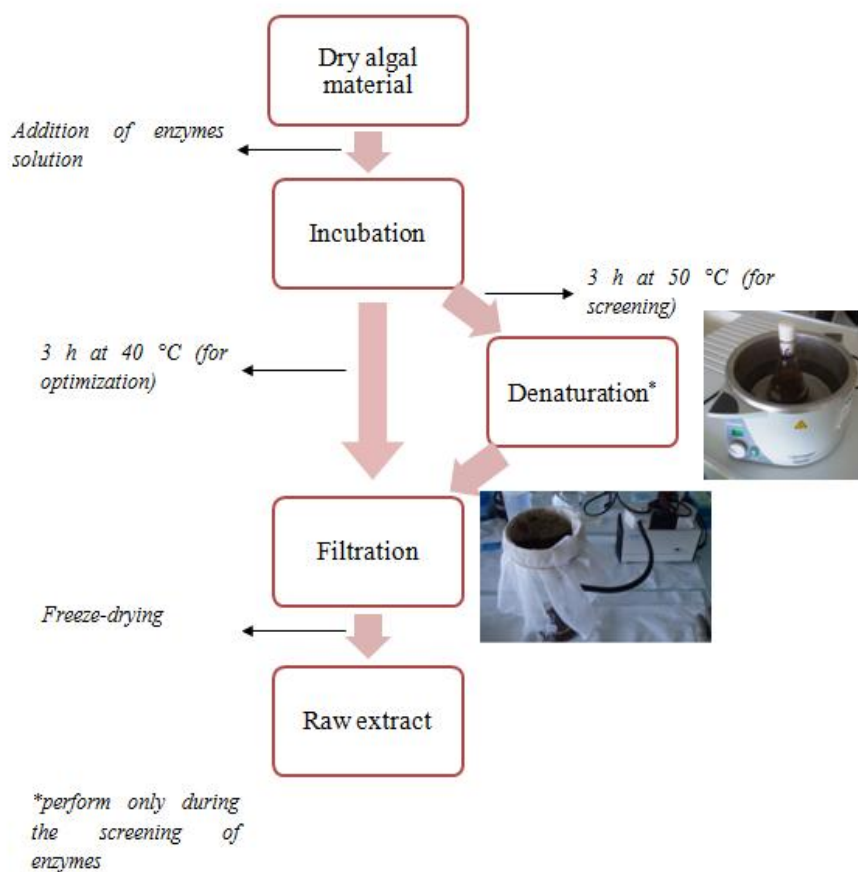 Dry algal
material
Addition of enzymes
solution
Incubation
3 h at 50 °C (for
screening)
3 h at 40 °C (for
optimization)
Denaturation*
Filtration
Freeze-drying
Raw extract
*perform only during
the screening of
enzymes